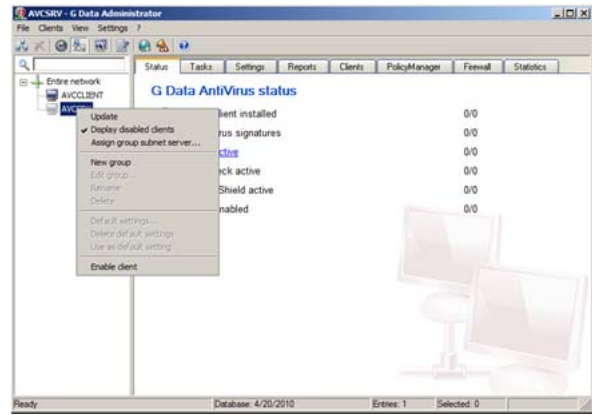 AVCSRV - G Data Administrator
File Clients View Settings ?
Status Tasks Settings Reports Clients PolicyManager Firewall Statistics
Entire network
AVCCLIENT
G Data AntiVirus status
Update
Display disabled clients
Assign group subnet server...
New group
Edit group...
Rename
Delete
Default settings...
Delete default settings
Use as default setting
Enable client
lient installed 0/0
rus signatures 0/0
ctive 0/0
eck active 0/0
Shield active 0/0
nabled 0/0
Ready Database: 4/20/2010 Entries: 1 Selected: 0